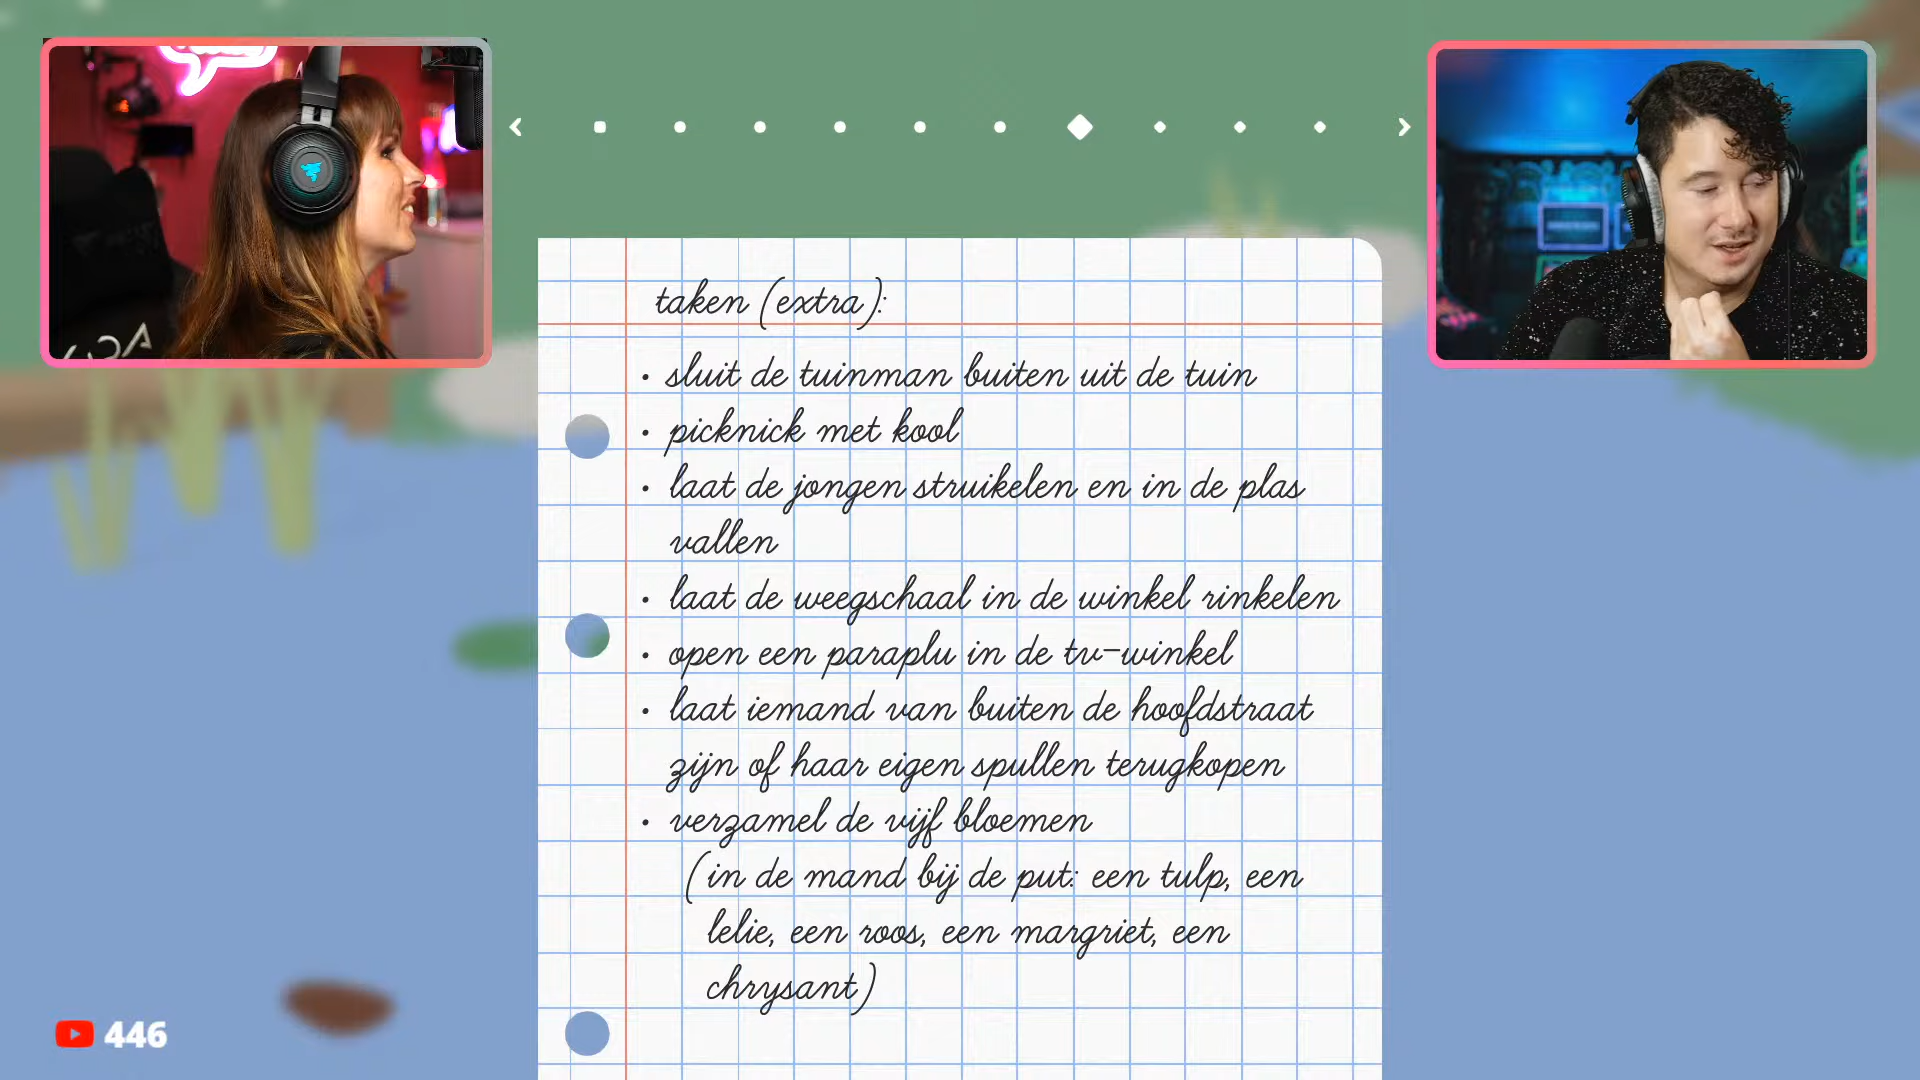 taken (extra):
• sluit de tuinman buiten uit de tuin
• picknick met kool
• laat de jongen struikelen en in de plas
vallen
• laat de weegschaal in de winkel rinkelen
• open een paraplu in de tv-winkel
• laat iemand van buiten de hoofdstraat
zijn of haar eigen spullen terugkopen
• verzamel de vijf bloemen
(in de mand bij de put: een tulp, een
lelie, een roos, een margriet, een
chrysant)
446